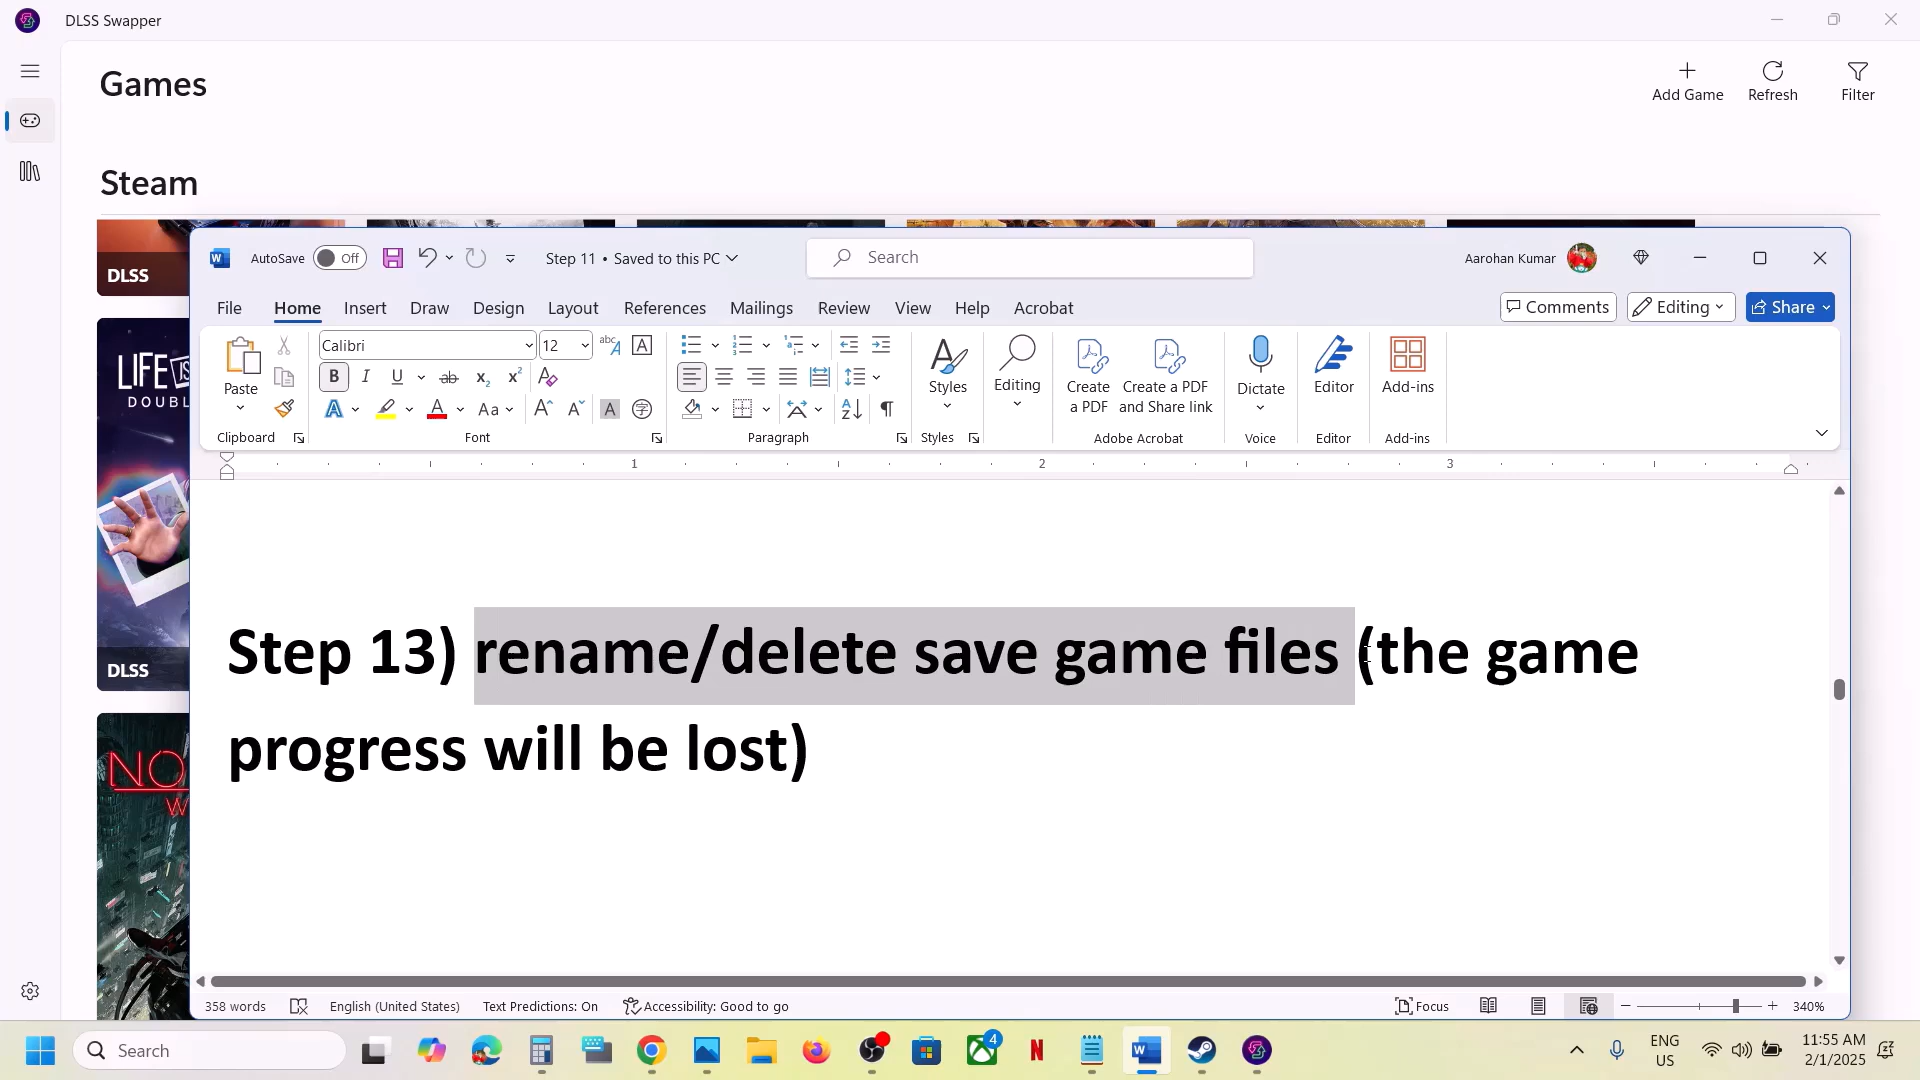 DLSS Swapper
Games
Add Game
Refresh
Filter
Steam
DLSS
AutoSave
Off
Step 11 • Saved to this PC
Search
Aarohan Kumar
File
Home
Insert
Draw
Design
Layout
References
Mailings
Review
View
Help
Acrobat
Comments
Editing
Share
Calibri
12
Paste
Styles
Editing
Create a PDF
Create a PDF and Share link
Dictate
Editor
Add-ins
Clipboard
Font
Paragraph
Styles
Adobe Acrobat
Voice
Editor
Add-ins
1
2
3
LIFE IS
DOUBL
DLSS
NO
W
Step 13) rename/delete save game files (the game
progress will be lost)
358 words
English (United States)
Text Predictions: On
Accessibility: Good to go
Focus
340%
Search
4
ENG
US
11:55 AM
2/1/2025